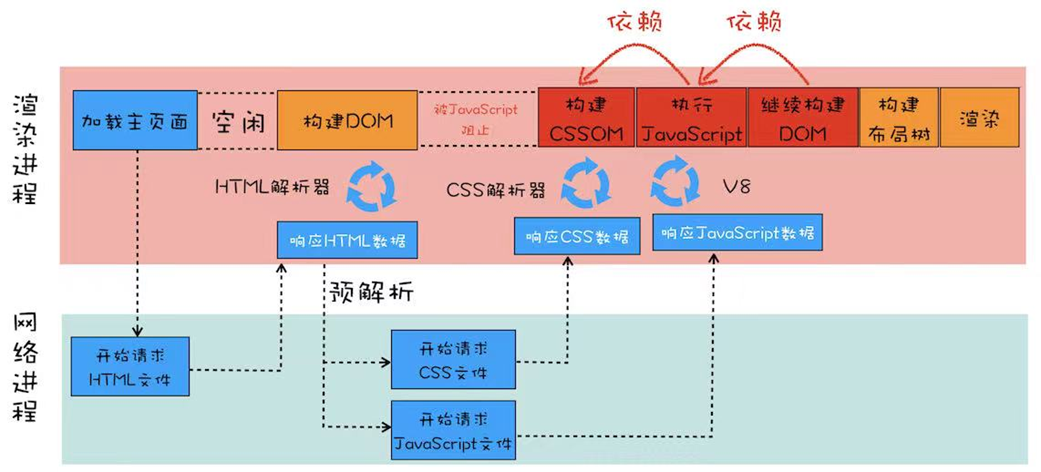 依赖
依赖
渲染进程
加载主页面
空闲
构建DOM
被JavaScript
阻止
构建
CSSOM
执行
JavaScript
继续构建
DOM
构建
布局树
渲染
HTML解析器
CSS解析器
V8
响应HTML数据
响应CSS数据
响应JavaScript数据
预解析
网络进程
开始请求
HTML文件
开始请求
CSS文件
开始请求
JavaScript文件